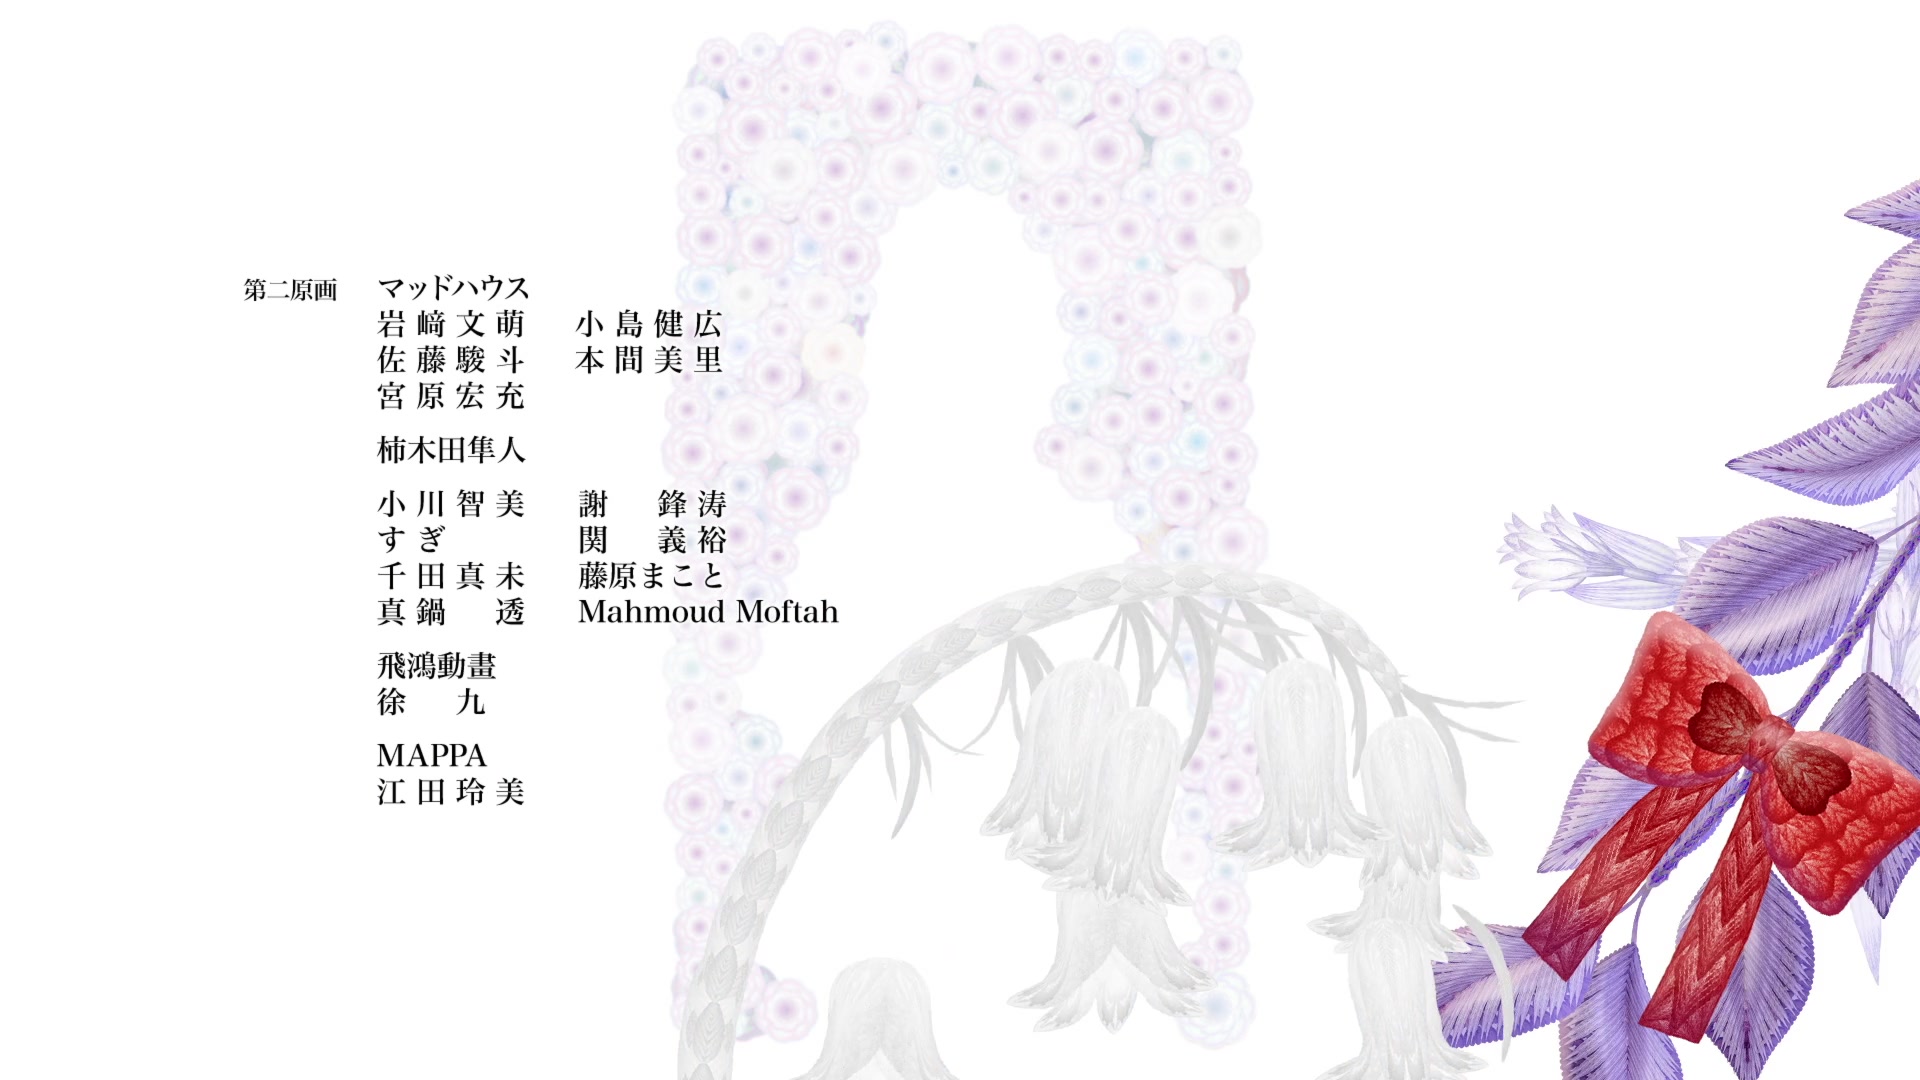 第二原画 マッドハウス
岩﨑文萌 小島健広
佐藤駿斗 本間美里
宮原宏充
柿木田隼人
小川智美 謝 鋒涛
すぎ 関 義裕
千田真未 藤原まこと
真鍋 透 Mahmoud Moftah
飛鴻動畫
徐 九
MAPPA
江田玲美